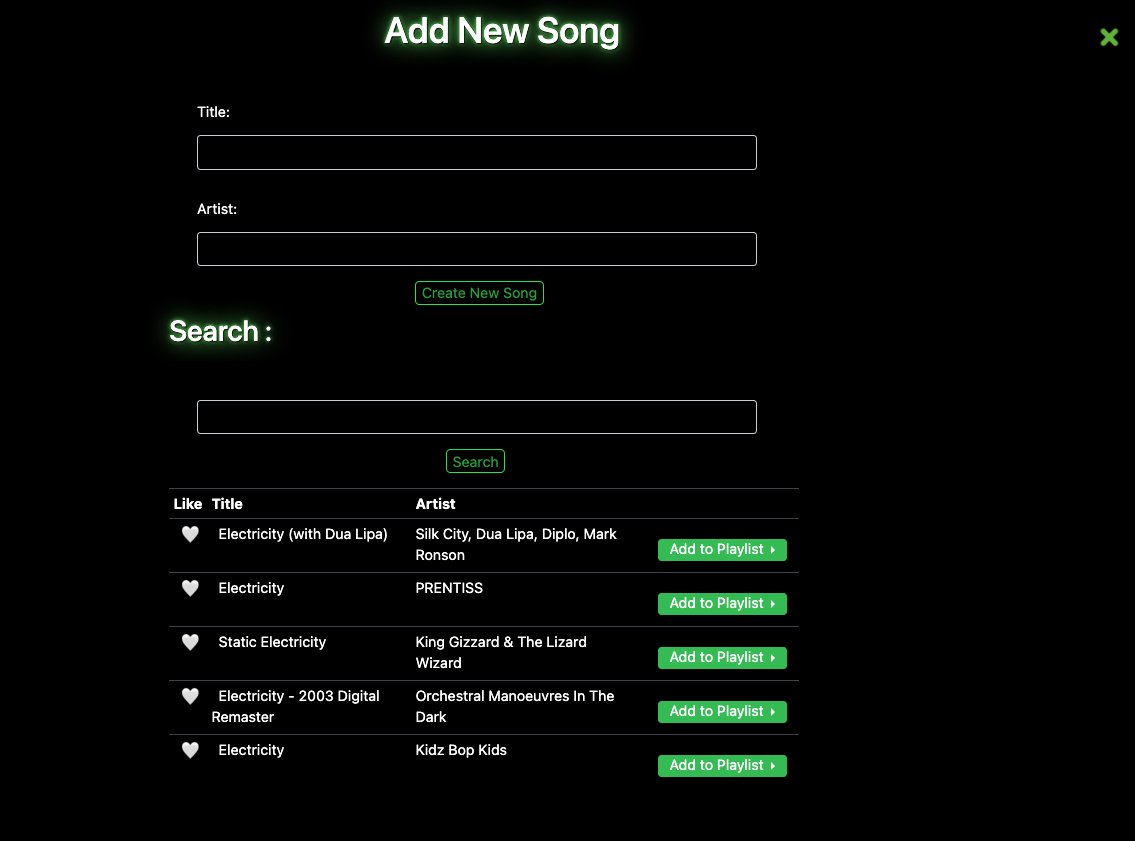 Add New Song
Title:
Artist:
Create New Song
Search :
Search
Like Title Artist
Electricity (with Dua Lipa) Silk City, Dua Lipa, Diplo, Mark
Ronson
Add to Playlist
Electricity PRENTISS
Add to Playlist
Static Electricity King Gizzard & The Lizard
Wizard
Add to Playlist
Electricity - 2003 Digital Orchestral Manoeuvres In The
Remaster Dark
Add to Playlist
Electricity Kidz Bop Kids
Add to Playlist